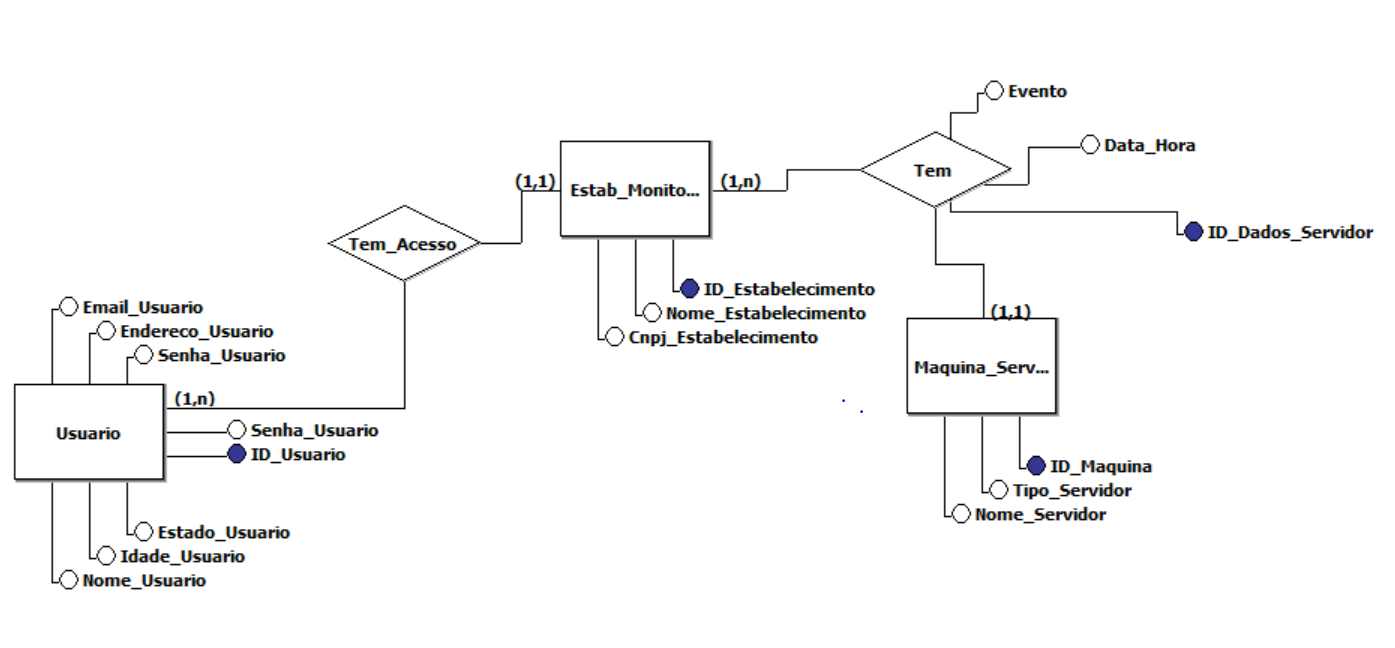 Evento
Data_Hora
Tem
ID_Dados_Servidor
(1,1)
Estab_Monito...
(1,n)
Tem_Acesso
ID_Estabelecimento
Nome_Estabelecimento
Cnpj_Estabelecimento
(1,1)
Maquina_Serv...
ID_Maquina
Tipo_Servidor
Nome_Servidor
Email_Usuario
Endereco_Usuario
Senha_Usuario
(1,n)
Usuario
Senha_Usuario
ID_Usuario
Estado_Usuario
Idade_Usuario
Nome_Usuario